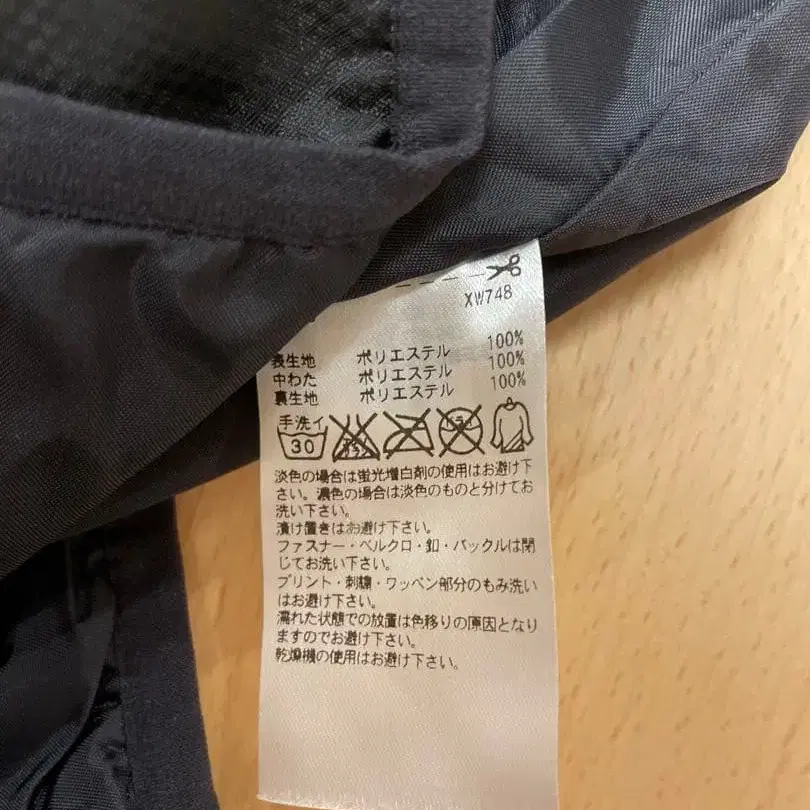 XW748
表生地 ポリエステル 100%
中わた ポリエステル 100%
裏生地 ポリエステル 100%
手洗イ
30 エンソ ドライ
淡色の場合は蛍光増白剤の使用はお避け下
さい。濃色の場合は淡色のものと分けてお
洗い下さい。
漬け置きはお避け下さい。
ファスナー・ベルクロ・釦・バックルは閉
じてお洗い下さい。
プリント・刺繍・ワッペン部分のもみ洗い
はお避け下さい。
濡れた状態での放置は色移りの原因となり
ますのでお避け下さい。
乾燥機の使用はお避け下さい。